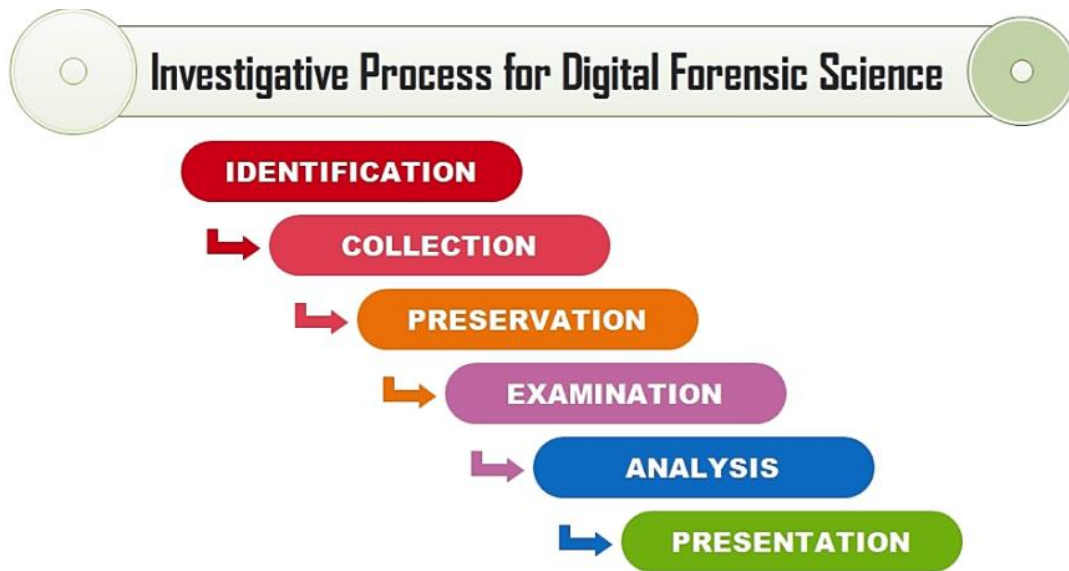 Investigative Process for Digital Forensic Science
IDENTIFICATION
COLLECTION
PRESERVATION
EXAMINATION
ANALYSIS
PRESENTATION